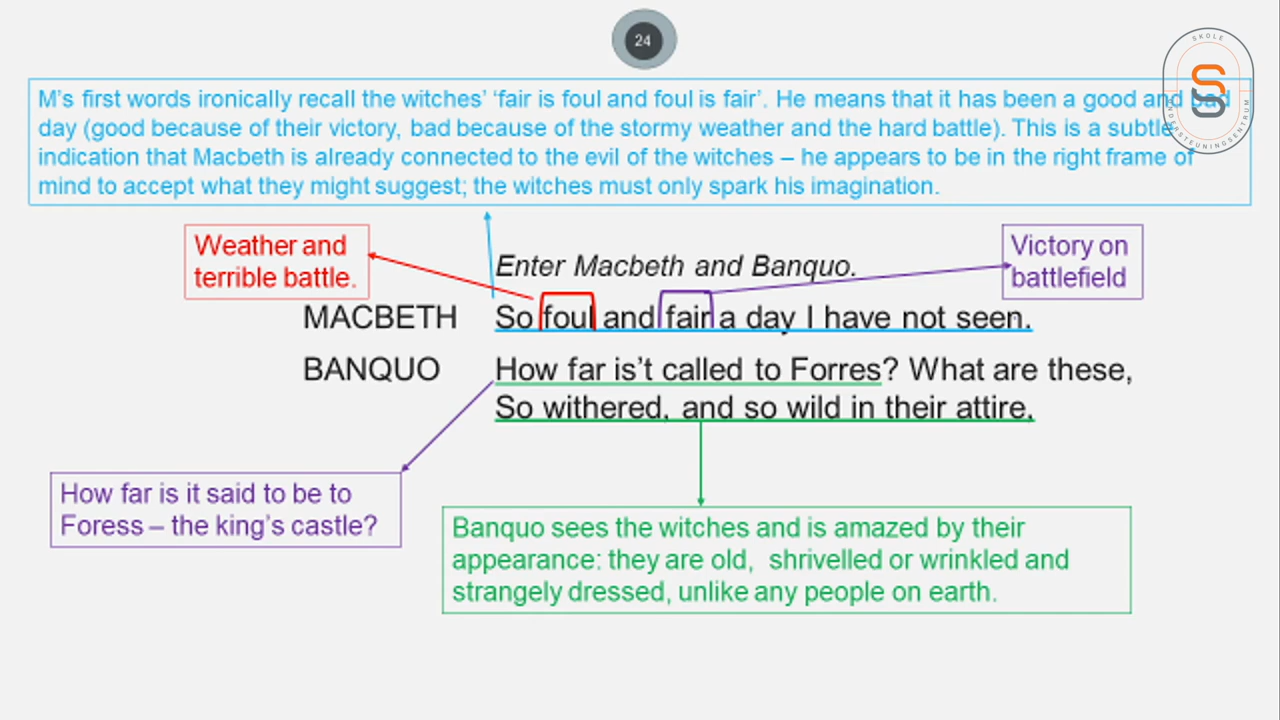 24
SKOLE
ONDERSTEUNINGSENTRUM
M's first words ironically recall the witches' 'fair is foul and foul is fair'. He means that it has been a good and bad
day (good because of their victory, bad because of the stormy weather and the hard battle). This is a subtle
indication that Macbeth is already connected to the evil of the witches – he appears to be in the right frame of
mind to accept what they might suggest; the witches must only spark his imagination.
Weather and
terrible battle.
Victory on
battlefield
Enter Macbeth and Banquo.
MACBETH So foul and fair a day I have not seen.
BANQUO How far is't called to Forres? What are these,
So withered, and so wild in their attire,
How far is it said to be to
Foress – the king's castle?
Banquo sees the witches and is amazed by their
appearance: they are old, shrivelled or wrinkled and
strangely dressed, unlike any people on earth.